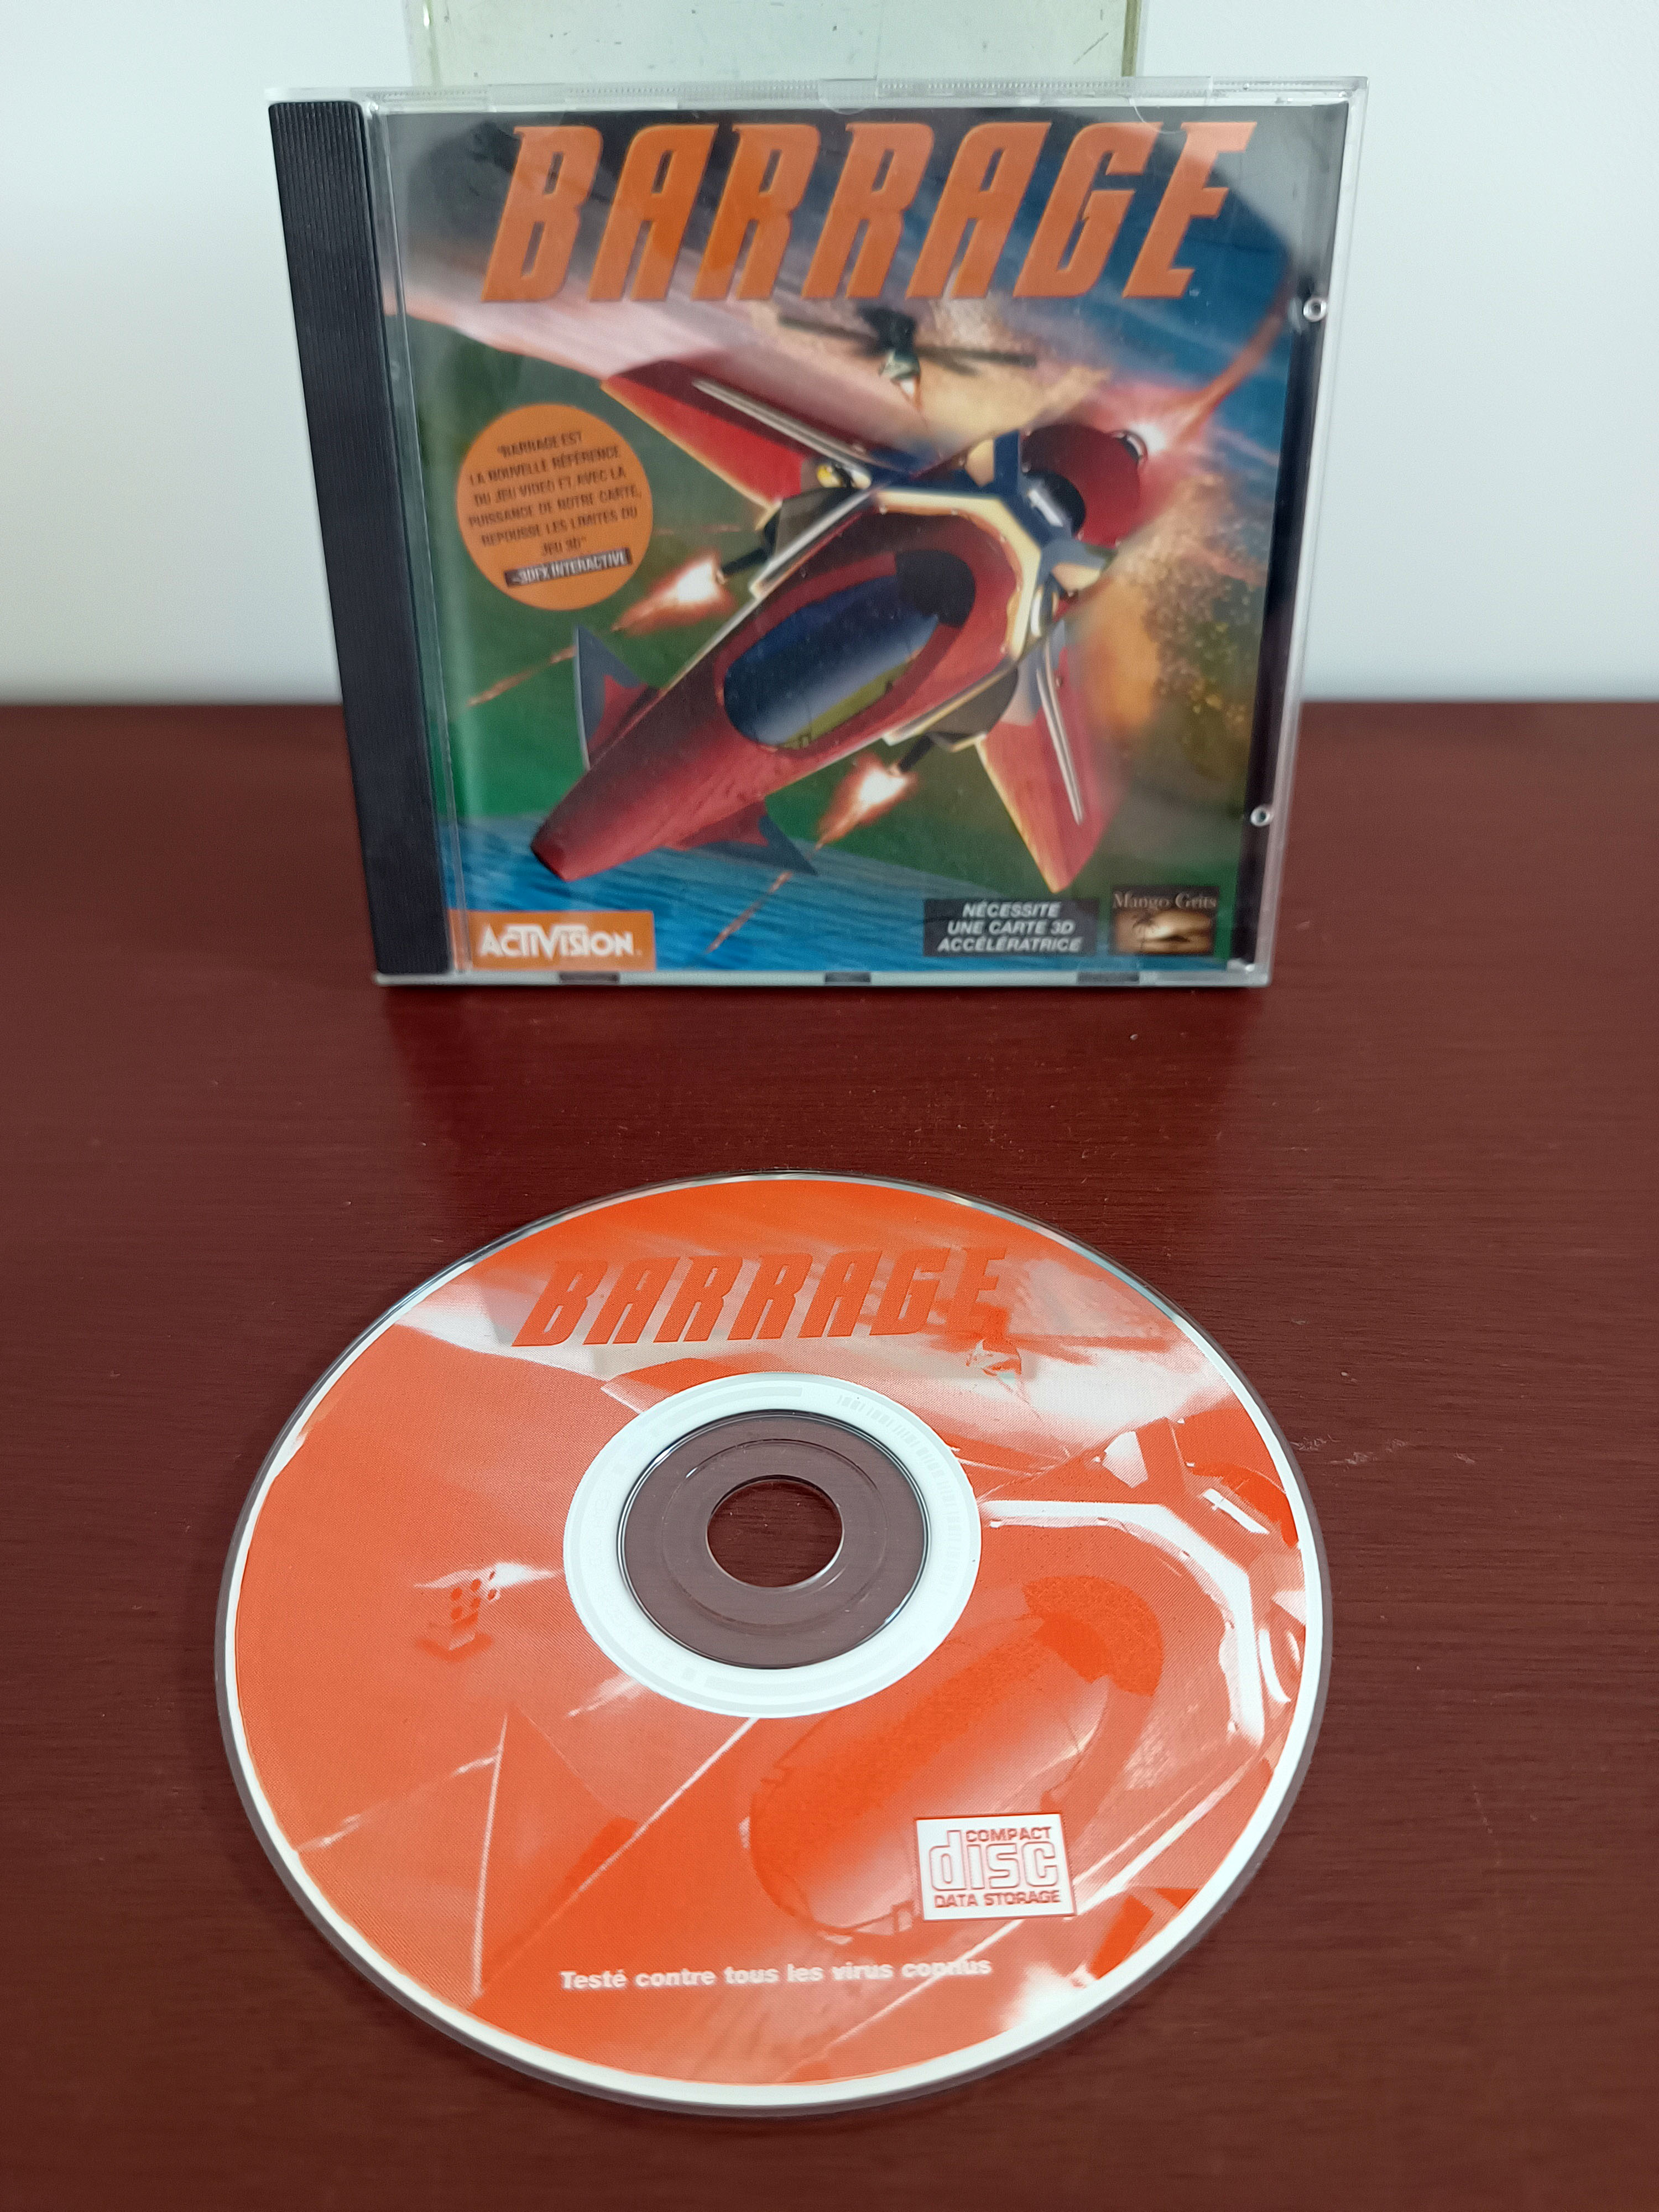 BARRAGE
"BARRAGE EST
LA NOUVELLE RÉFÉRENCE
DU JEU VIDEO ET, AVEC LA
PUISSANCE DE NOTRE CARTE,
REPOUSSE LES LIMITES DU
JEU 3D"
–3DFX INTERACTIVE
ACTIVISION.
NÉCESSITE
UNE CARTE 3D
ACCÉLÉRATRICE
Mango Grits
BARRAGE
COMPACT
disc
DATA STORAGE
Testé contre tous les virus connus